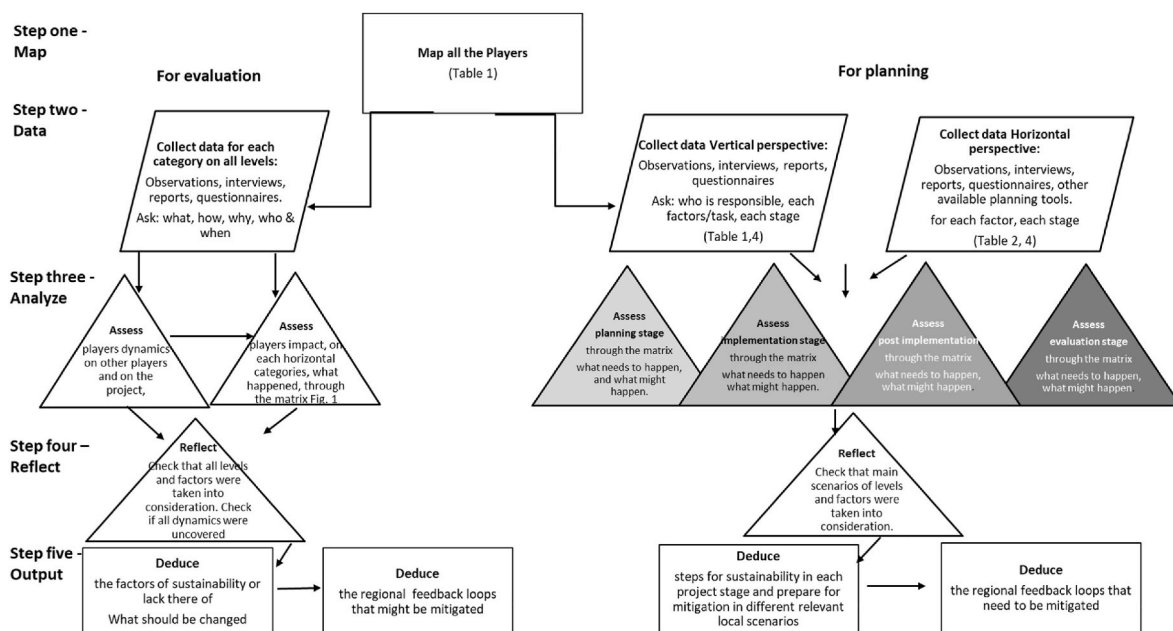 Step one -
Map
Map all the Players
(Table 1)
For evaluation
For planning
Step two -
Data
Collect data for each
category on all levels:
Observations, interviews,
reports, questionnaires.
Ask: what, how, why, who &
when
Collect data Vertical perspective:
Observations, interviews, reports,
questionnaires
Ask: who is responsible, each
factors/task, each stage
(Table 1,4)
Collect data Horizontal
perspective:
Observations, interviews,
reports, questionnaires, other
available planning tools.
for each factor, each stage
(Table 2, 4)
Step three -
Analyze
Assess
players dynamics
on other players
and on the
project,
Assess
players impact, on
each horizontal
categories, what
happened, through
the matrix Fig. 1
Assess
planning stage
through the matrix
what needs to happen,
and what might
happen.
Assess
implementation stage
through the matrix
what needs to happen
what might happen.
Assess
post implementation
through the matrix
what needs to happen,
what might happen.
Assess
evaluation stage
through the matrix
what needs to happen,
what might happen.
Step four –
Reflect
Reflect
Check that all levels
and factors were
taken into
consideration. Check
if all dynamics were
uncovered
Reflect
Check that main
scenarios of levels
and factors were
taken into
consideration.
Step five -
Output
Deduce
the factors of sustainability or
lack there of
What should be changed
Deduce
the regional feedback loops
that might be mitigated
Deduce
steps for sustainability in each
project stage and prepare for
mitigation in different relevant
local scenarios
Deduce
the regional feedback loops that
need to be mitigated